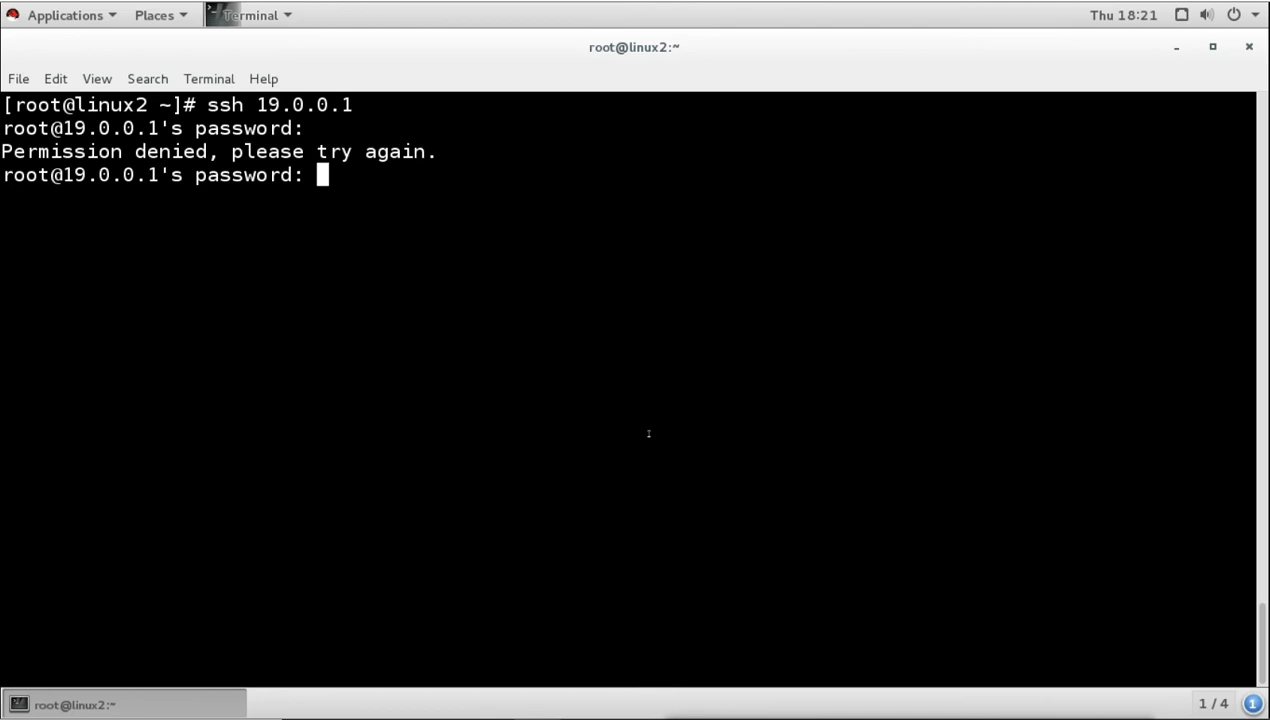 Applications Places Terminal Thu 18:21
root@linux2:~
File Edit View Search Terminal Help
[root@linux2 ~]# ssh 19.0.0.1
root@19.0.0.1's password:
Permission denied, please try again.
root@19.0.0.1's password:
root@linux2:~ 1 / 4 1